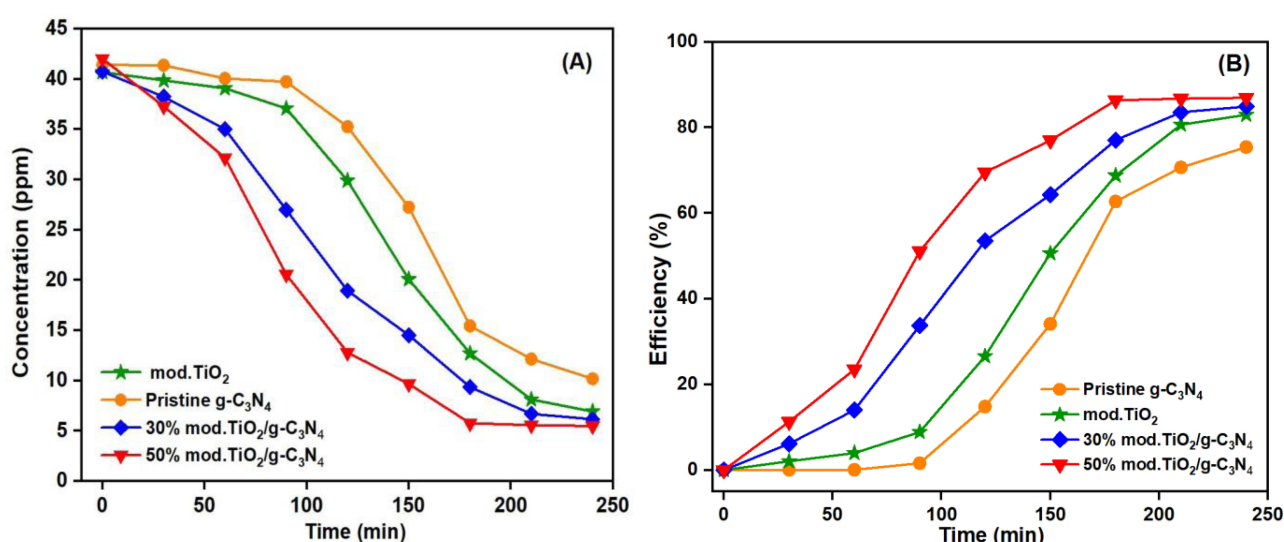 (A)
Concentration (ppm)
45
40
35
30
25
20
15
10
5
0
mod.TiO₂
Pristine g-C₃N₄
30% mod.TiO₂/g-C₃N₄
50% mod.TiO₂/g-C₃N₄
0 50 100 150 200 250
Time (min)
(B)
Efficiency (%)
100
80
60
40
20
0
Pristine g-C₃N₄
mod.TiO₂
30% mod.TiO₂/g-C₃N₄
50% mod.TiO₂/g-C₃N₄
0 50 100 150 200 250
Time (min)